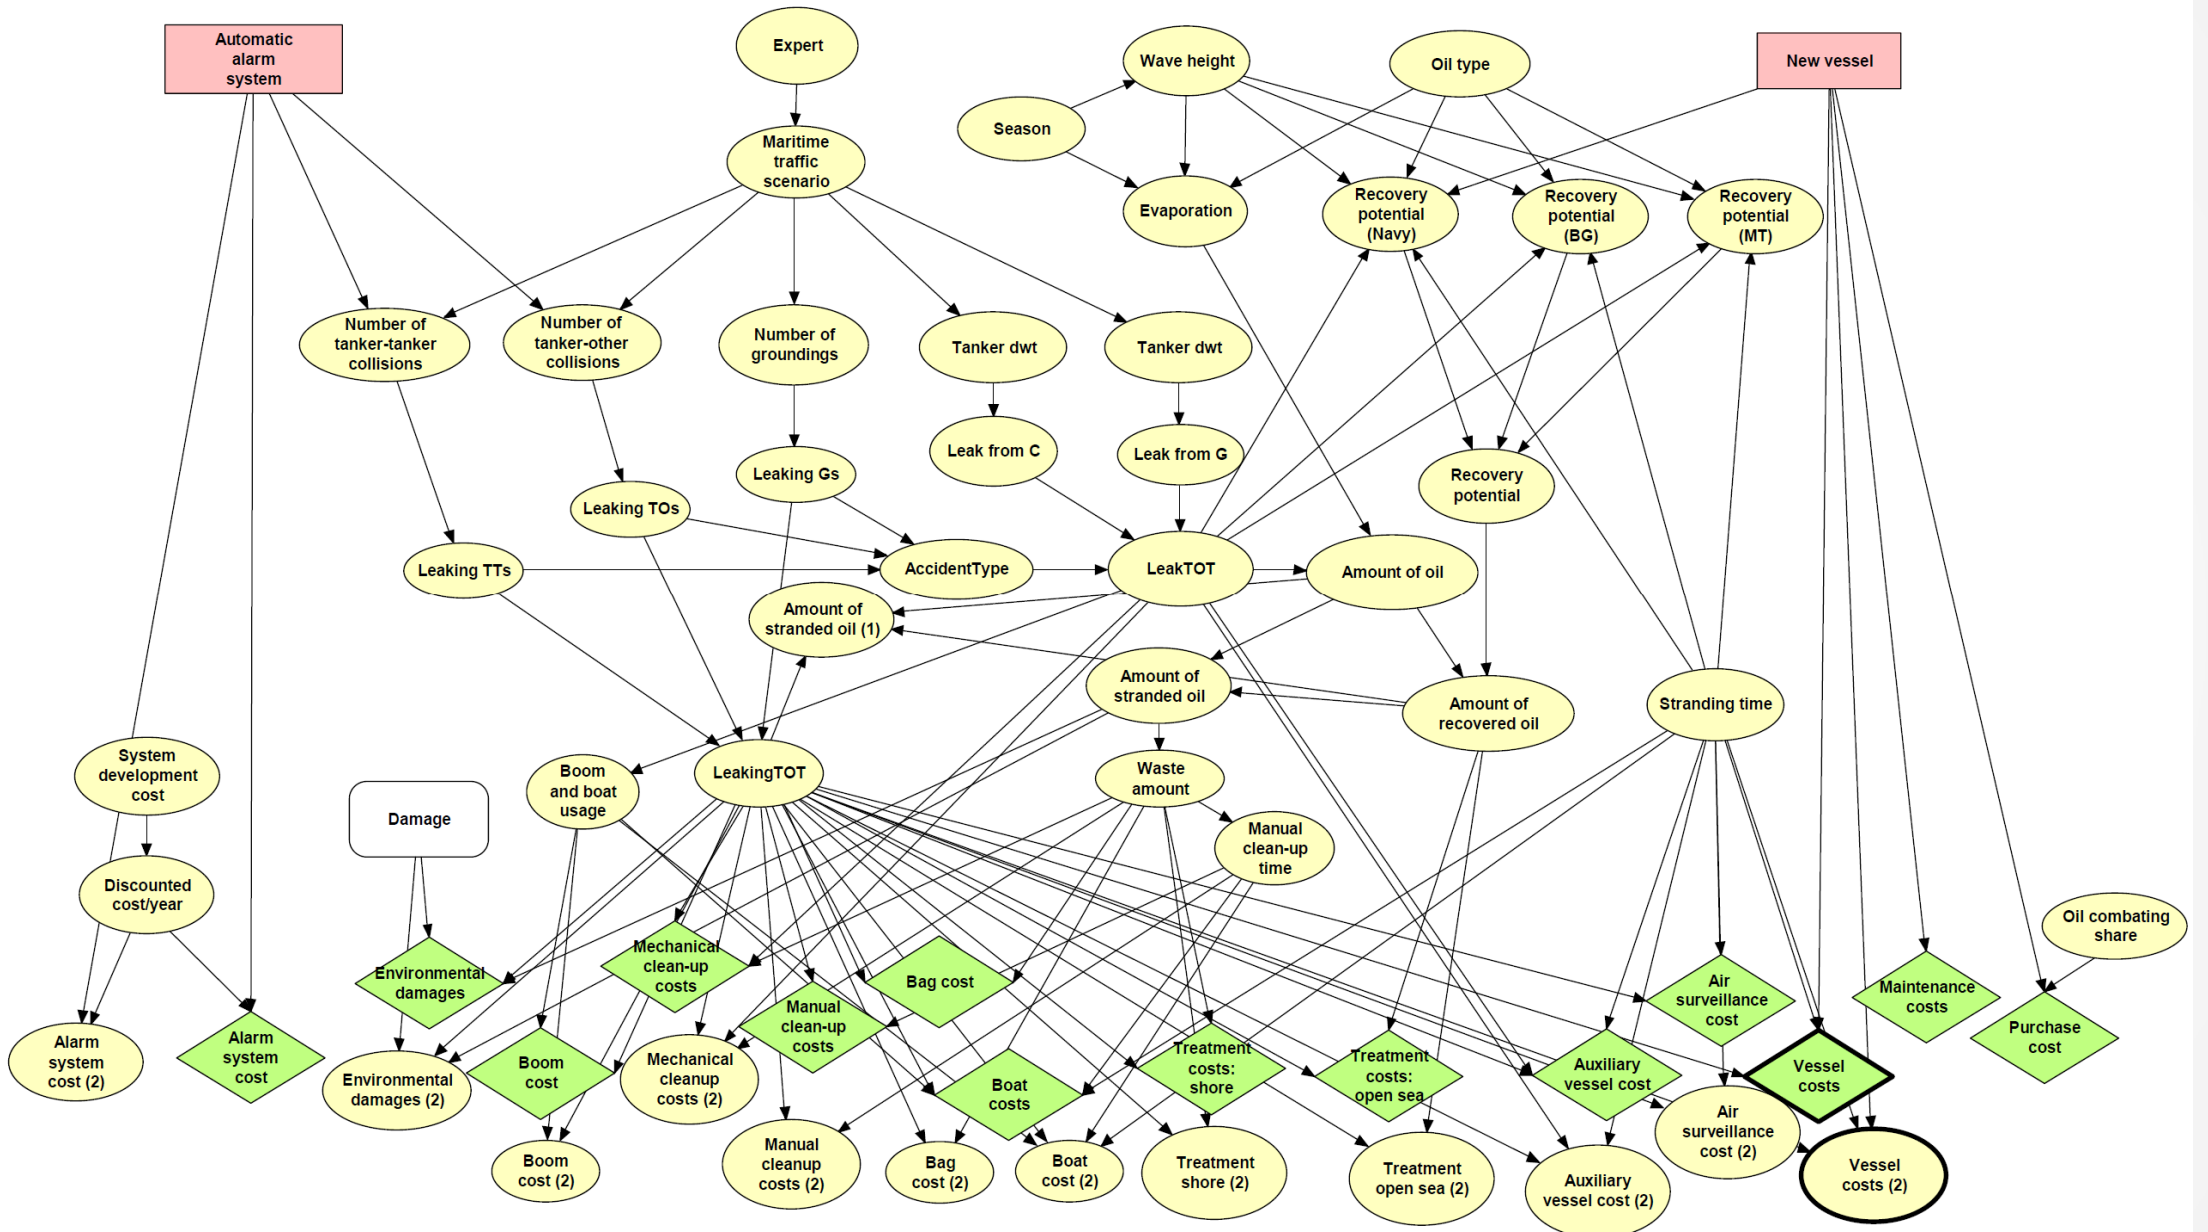 Automatic
alarm
system
Expert
Wave height
Oil type
New vessel
Season
Maritime
traffic
scenario
Evaporation
Recovery
potential
(Navy)
Recovery
potential
(BG)
Recovery
potential
(MT)
Number of
tanker-tanker
collisions
Number of
tanker-other
collisions
Number of
groundings
Tanker dwt
Tanker dwt
Leak from C
Leak from G
Leaking Gs
Recovery
potential
Leaking TOs
Leaking TTs
AccidentType
LeakTOT
Amount of oil
Amount of
stranded oil (1)
Amount of
stranded oil
Amount of
recovered oil
Stranding time
System
development
cost
Damage
Boom
and boat
usage
LeakingTOT
Waste
amount
Manual
clean-up
time
Discounted
cost/year
Oil combating
share
Environmental
damages
Mechanical
clean-up
costs
Manual
clean-up
costs
Bag cost
Air
surveillance
cost
Maintenance
costs
Purchase
cost
Alarm
system
cost (2)
Alarm
system
cost
Environmental
damages (2)
Boom
cost
Mechanical
cleanup
costs (2)
Boat
costs
Treatment
costs:
shore
Treatment
costs:
open sea
Auxiliary
vessel cost
Vessel
costs
Boom
cost (2)
Manual
cleanup
costs (2)
Bag
cost (2)
Boat
cost (2)
Treatment
shore (2)
Treatment
open sea (2)
Auxiliary
vessel cost (2)
Air
surveillance
cost (2)
Vessel
costs (2)